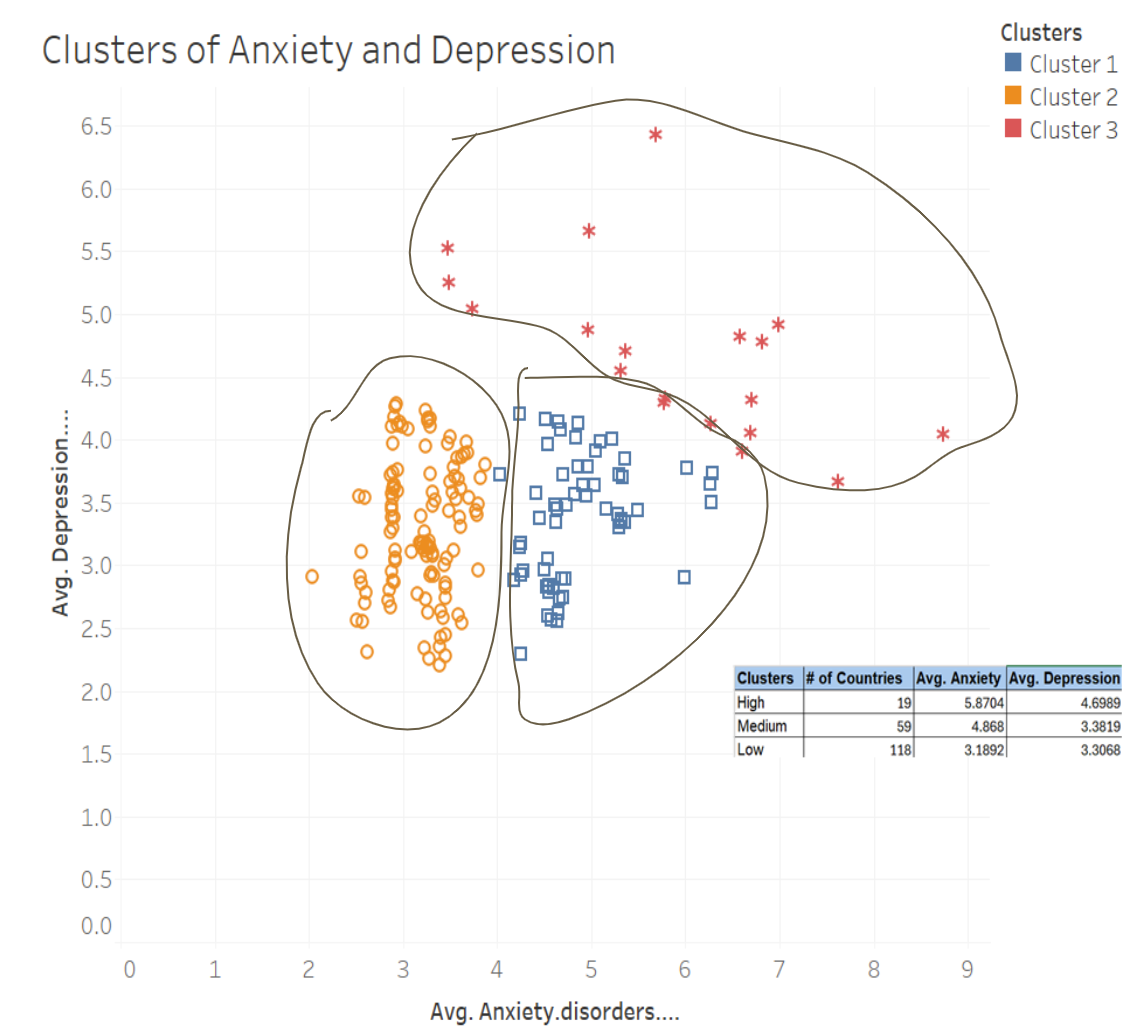 Clusters of Anxiety and Depression
Clusters
Cluster 1
Cluster 2
Cluster 3
6.5
6.0
5.5
5.0
4.5
4.0
3.5
3.0
2.5
2.0
1.5
1.0
0.5
0.0
Avg. Depression....
0 1 2 3 4 5 6 7 8 9
Avg. Anxiety.disorders....
Clusters # of Countries Avg. Anxiety Avg. Depression
High 19 5.8704 4.6989
Medium 59 4.868 3.3819
Low 118 3.1892 3.3068